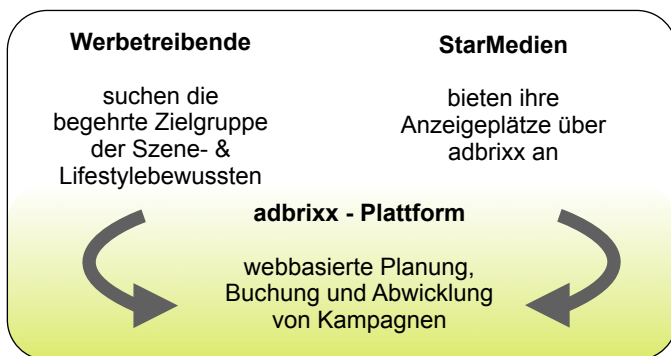 Werbetreibende
suchen die
begehrte Zielgruppe
der Szene- &
Lifestylebewussten
StarMedien
bieten ihre
Anzeigeplätze über
adbrixx an
adbrixx - Plattform
webbasierte Planung,
Buchung und Abwicklung
von Kampagnen